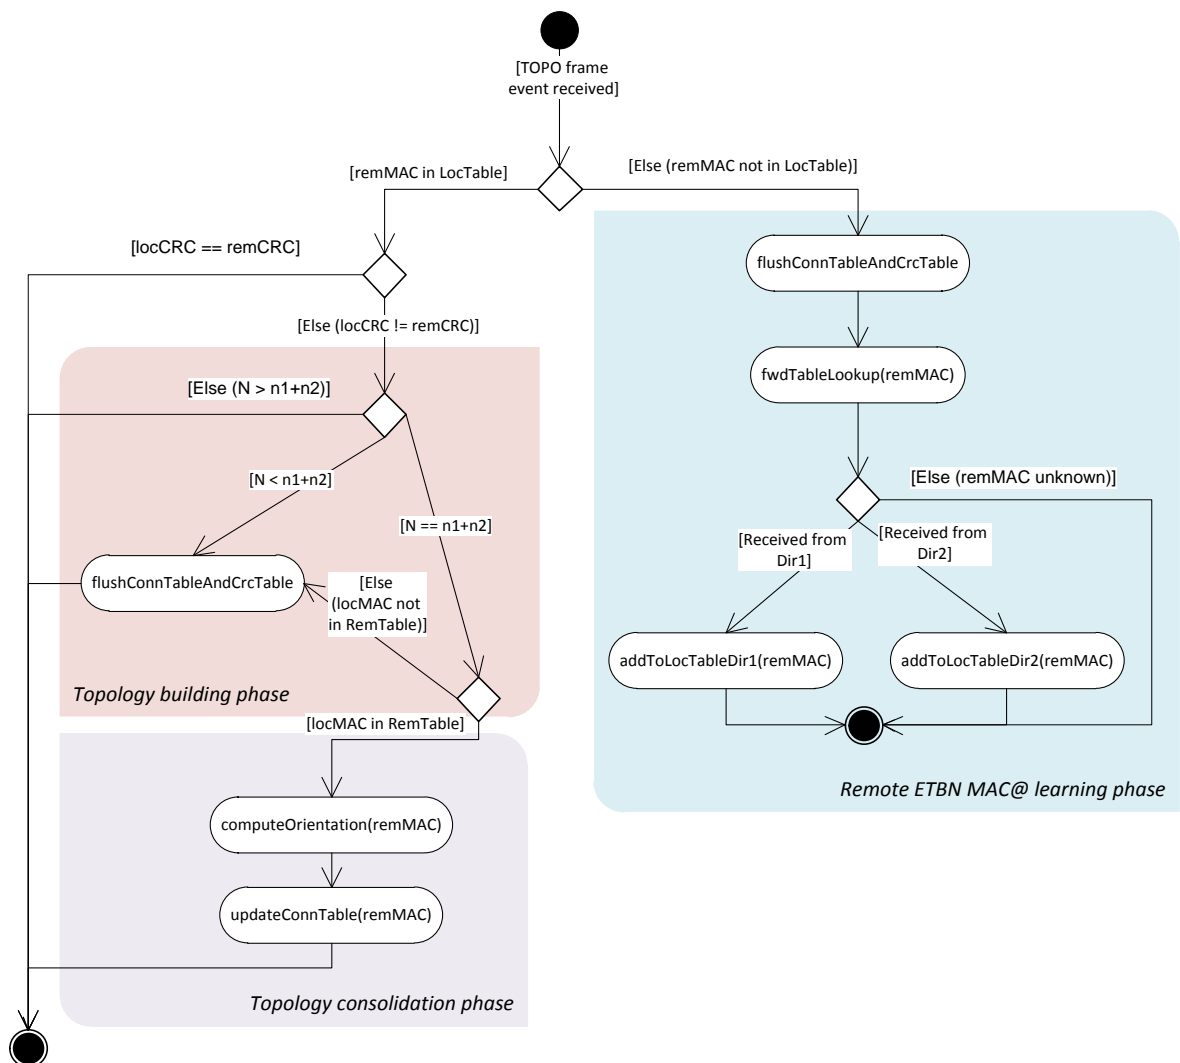 [TOPO frame
event received]
[remMAC in LocTable]
[Else (remMAC not in LocTable)]
[locCRC == remCRC]
flushConnTableAndCrcTable
[Else (locCRC != remCRC)]
fwdTableLookup(remMAC)
[Else (N > n1+n2)]
[N < n1+n2]
[Else (remMAC unknown)]
[N == n1+n2]
[Received from
Dir1]
[Received from
Dir2]
flushConnTableAndCrcTable
[Else
(locMAC not
in RemTable)]
addToLocTableDir1(remMAC)
addToLocTableDir2(remMAC)
Topology building phase
[locMAC in RemTable]
Remote ETBN MAC@ learning phase
computeOrientation(remMAC)
updateConnTable(remMAC)
Topology consolidation phase